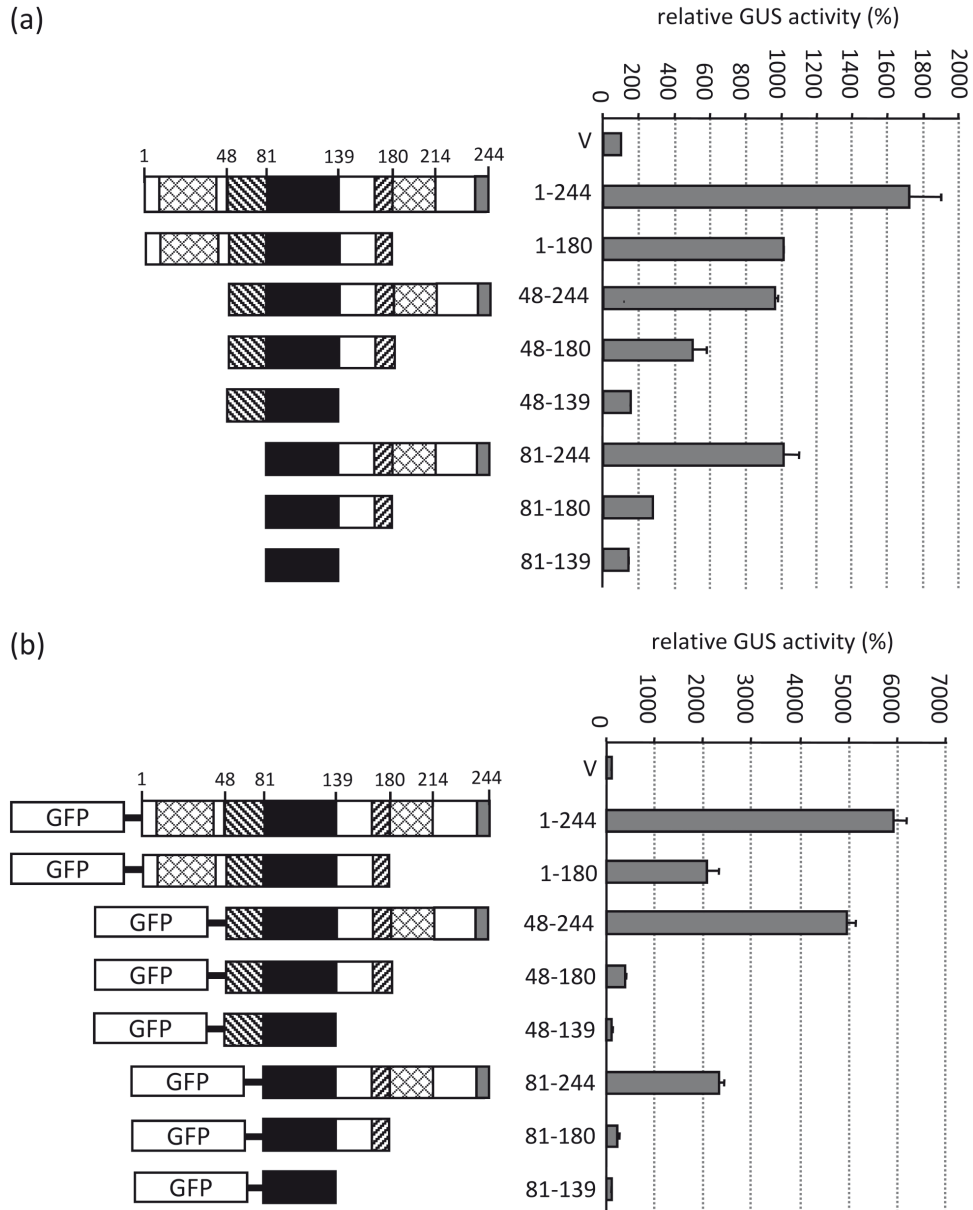 (a)
relative GUS activity (%)
0 200 400 600 800 1000 1200 1400 1600 1800 2000
1 48 81 139 180 214 244
V
1-244
1-180
48-244
48-180
48-139
81-244
81-180
81-139
(b)
relative GUS activity (%)
0 1000 2000 3000 4000 5000 6000 7000
1 48 81 139 180 214 244
V
GFP 1-244
GFP 1-180
GFP 48-244
GFP 48-180
GFP 48-139
GFP 81-244
GFP 81-180
GFP 81-139